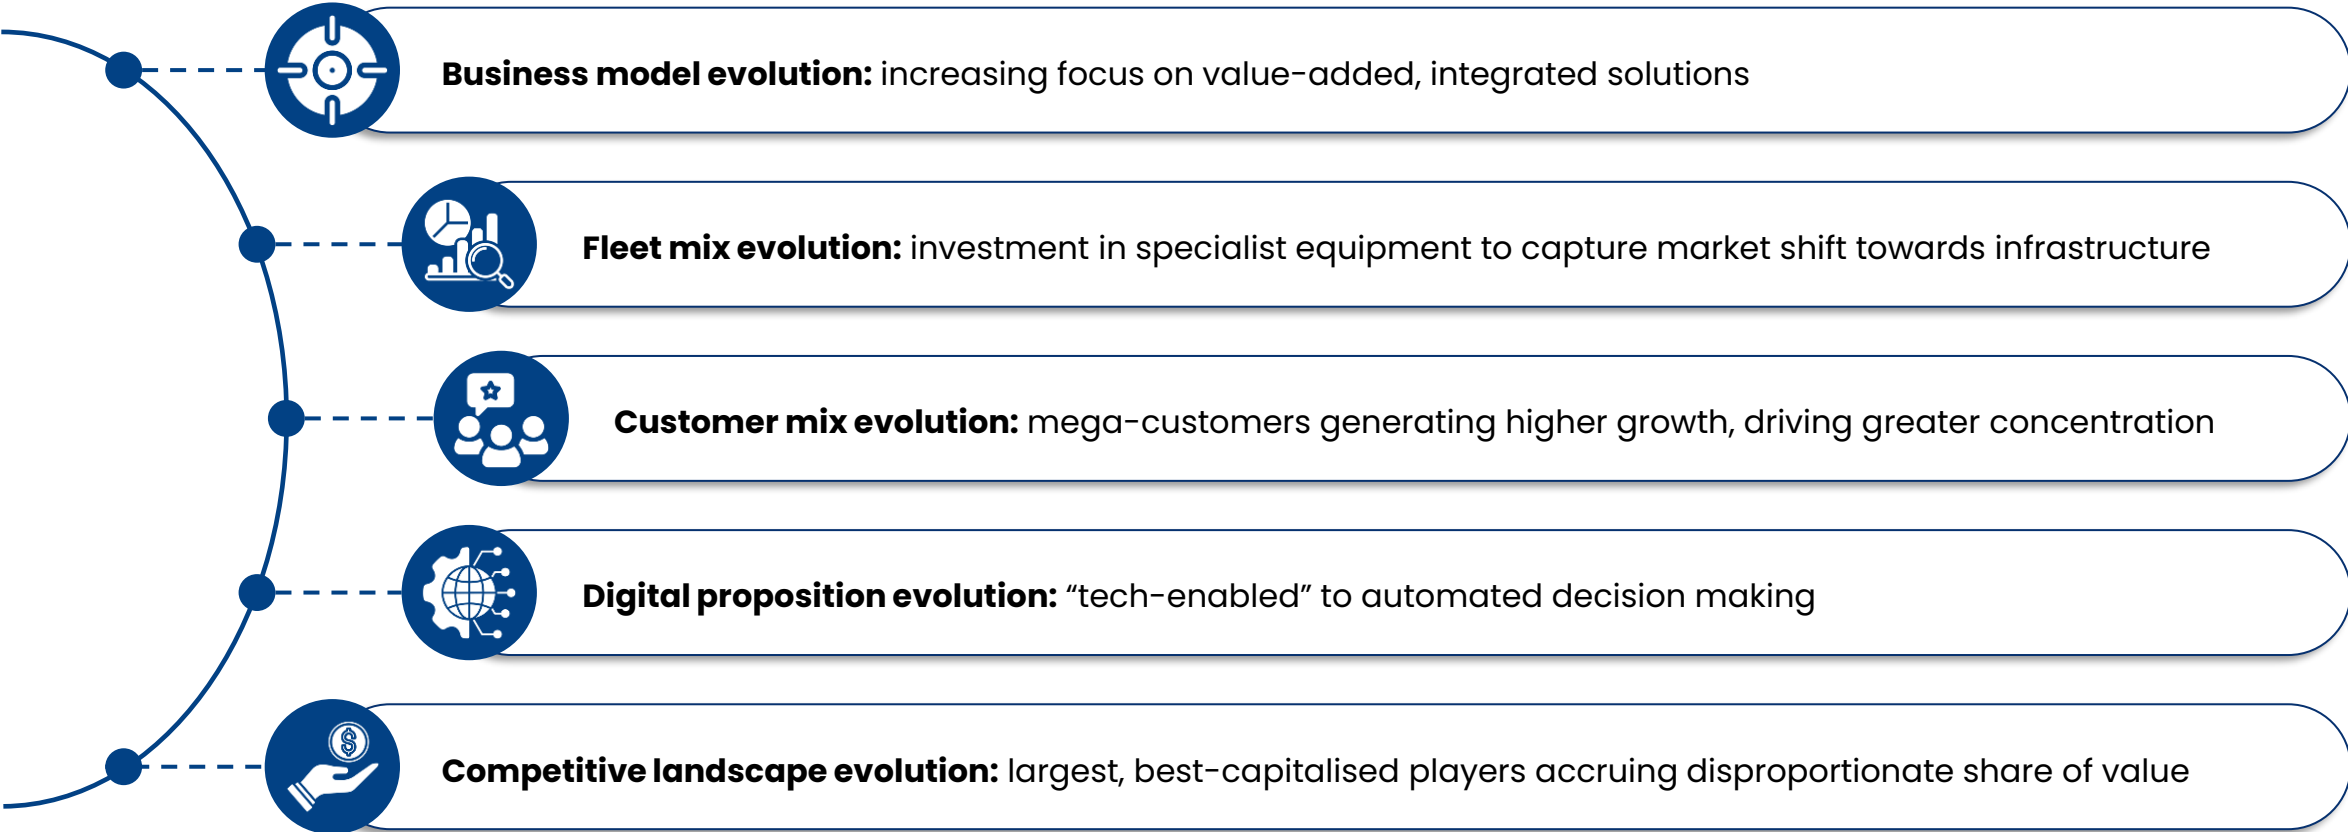 Business model evolution: increasing focus on value-added, integrated solutions
Fleet mix evolution: investment in specialist equipment to capture market shift towards infrastructure
Customer mix evolution: mega-customers generating higher growth, driving greater concentration
Digital proposition evolution: “tech-enabled” to automated decision making
$
Competitive landscape evolution: largest, best-capitalised players accruing disproportionate share of value